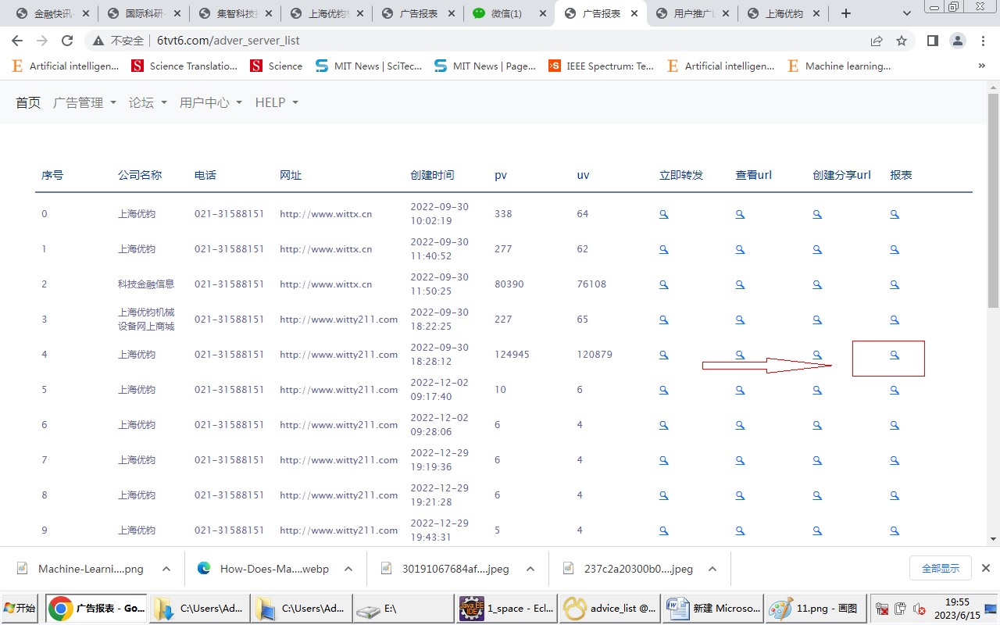 金融快讯-
国际科研-
集智科技
上海优钧
广告报表
微信(1)
广告报表
用户推广
上海优钧
不安全
6tvt6.com/adver_server_list
Artificial intelligen...
Science Translatio...
Science
MIT News | SciTec...
MIT News | Page...
IEEE Spectrum: Te...
Artificial intelligen...
Machine learning...
首页 广告管理 论坛 用户中心 HELP
序号 公司名称 电话 网址 创建时间 pv uv 立即转发 查看url 创建分享url 报表
0 上海优钧 021-31588151 http://www.wittx.cn 2022-09-30 10:02:19 338 64
1 上海优钧 021-31588151 http://www.wittx.cn 2022-09-30 11:40:52 277 62
2 科技金融信息 021-31588151 http://www.wittx.cn 2022-09-30 11:50:25 80390 76108
3 上海优钧机械设备网上商城 021-31588151 http://www.witty211.com 2022-09-30 18:22:25 227 65
4 上海优钧 021-31588151 http://www.witty211.com 2022-09-30 18:28:12 124945 120879
5 上海优钧 021-31588151 http://www.witty211.com 2022-12-02 09:17:40 10 6
6 上海优钧 021-31588151 http://www.witty211.com 2022-12-02 09:28:06 6 4
7 上海优钧 021-31588151 http://www.witty211.com 2022-12-29 19:19:36 6 4
8 上海优钧 021-31588151 http://www.witty211.com 2022-12-29 19:21:28 6 4
9 上海优钧 021-31588151 http://www.witty211.com 2022-12-29 19:43:31 5 4
Machine-Learni....png
How-Does-Ma....webp
30191067684af....jpeg
237c2a20300b0....jpeg
全部显示
开始
广告报表 - Go...
C:\Users\Ad...
C:\Users\Ad...
E:\
1_space - Ecl...
advice_list @...
新建 Microso...
11.png - 画图
19:55
2023/6/15